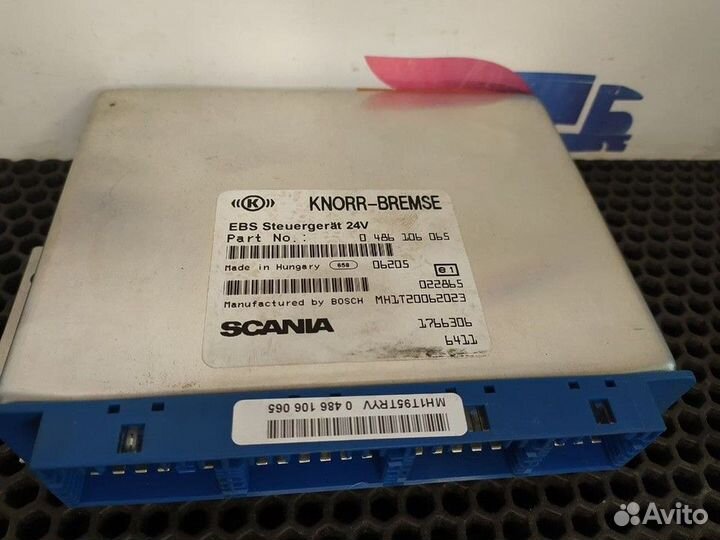 KNORR-BREMSE
EBS Steuergerät 24V
Part No.: 0 486 106 065
Made in Hungary 658 06205 e1
022865
Manufactured by BOSCH MH1T20062023
SCANIA 1766306
6411
MH1T95TRYV 0 486 106 065
Avito